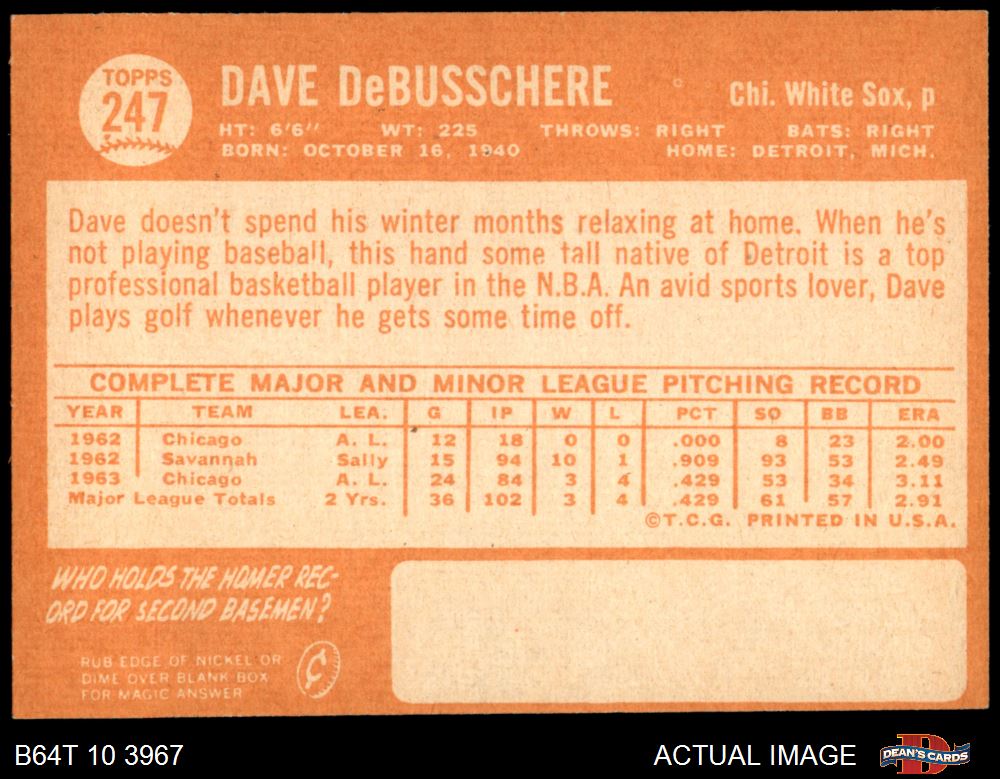 TOPPS
247
DAVE DeBUSSCHERE
Chi. White Sox, p
HT: 6'6" WT: 225 THROWS: RIGHT BATS: RIGHT
BORN: OCTOBER 16, 1940 HOME: DETROIT, MICH.
Dave doesn't spend his winter months relaxing at home. When he's
not playing baseball, this hand some tall native of Detroit is a top
professional basketball player in the N.B.A. An avid sports lover, Dave
plays golf whenever he gets some time off.
COMPLETE MAJOR AND MINOR LEAGUE PITCHING RECORD
YEAR TEAM LEA. G IP W L PCT SO BB ERA
1962 Chicago A. L. 12 18 0 0 .000 8 23 2.00
1962 Savannah Sally 15 94 10 1 .909 93 53 2.49
1963 Chicago A. L. 24 84 3 4 .429 53 34 3.11
Major League Totals 2 Yrs. 36 102 3 4 .429 61 57 2.91
©T.C.G. PRINTED IN U.S.A.
WHO HOLDS THE HOMER REC-
ORD FOR SECOND BASEMEN?
RUB EDGE OF NICKEL OR
DIME OVER BLANK BOX
FOR MAGIC ANSWER
¢
B64T 10 3967 ACTUAL IMAGE DEAN'S CARDS